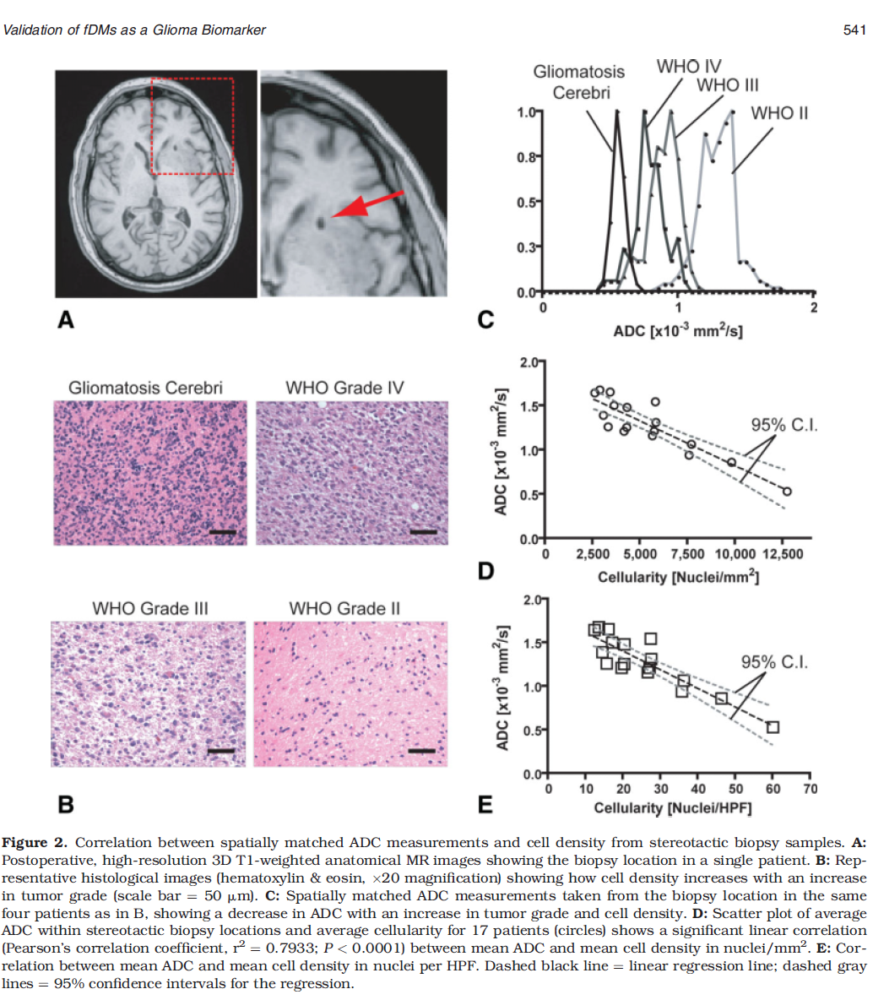 Validation of fDMs as a Glioma Biomarker
541
A
Gliomatosis
Cerebri
WHO IV
WHO III
WHO II
1.0
0.8
0.5
0.3
0.0
0
1
2
ADC [x10-3 mm2/s]
C
Gliomatosis Cerebri
WHO Grade IV
WHO Grade III
WHO Grade II
B
2.0
1.5
1.0
0.5
0.0
ADC [x10-3 mm2/s]
95% C.I.
0
2,500
5,000
7,500
10,000
12,500
Cellularity [Nuclei/mm2]
D
2.0
1.5
1.0
0.5
0.0
ADC [x10-3 mm2/s]
95% C.I.
0
10
20
30
40
50
60
70
Cellularity [Nuclei/HPF]
E
Figure 2. Correlation between spatially matched ADC measurements and cell density from stereotactic biopsy samples. A:
Postoperative, high-resolution 3D T1-weighted anatomical MR images showing the biopsy location in a single patient. B: Rep-
resentative histological images (hematoxylin & eosin, ×20 magnification) showing how cell density increases with an increase
in tumor grade (scale bar = 50 μm). C: Spatially matched ADC measurements taken from the biopsy location in the same
four patients as in B, showing a decrease in ADC with an increase in tumor grade and cell density. D: Scatter plot of average
ADC within stereotactic biopsy locations and average cellularity for 17 patients (circles) shows a significant linear correlation
(Pearson's correlation coefficient, r2 = 0.7933; P < 0.0001) between mean ADC and mean cell density in nuclei/mm2. E: Cor-
relation between mean ADC and mean cell density in nuclei per HPF. Dashed black line = linear regression line; dashed gray
lines = 95% confidence intervals for the regression.